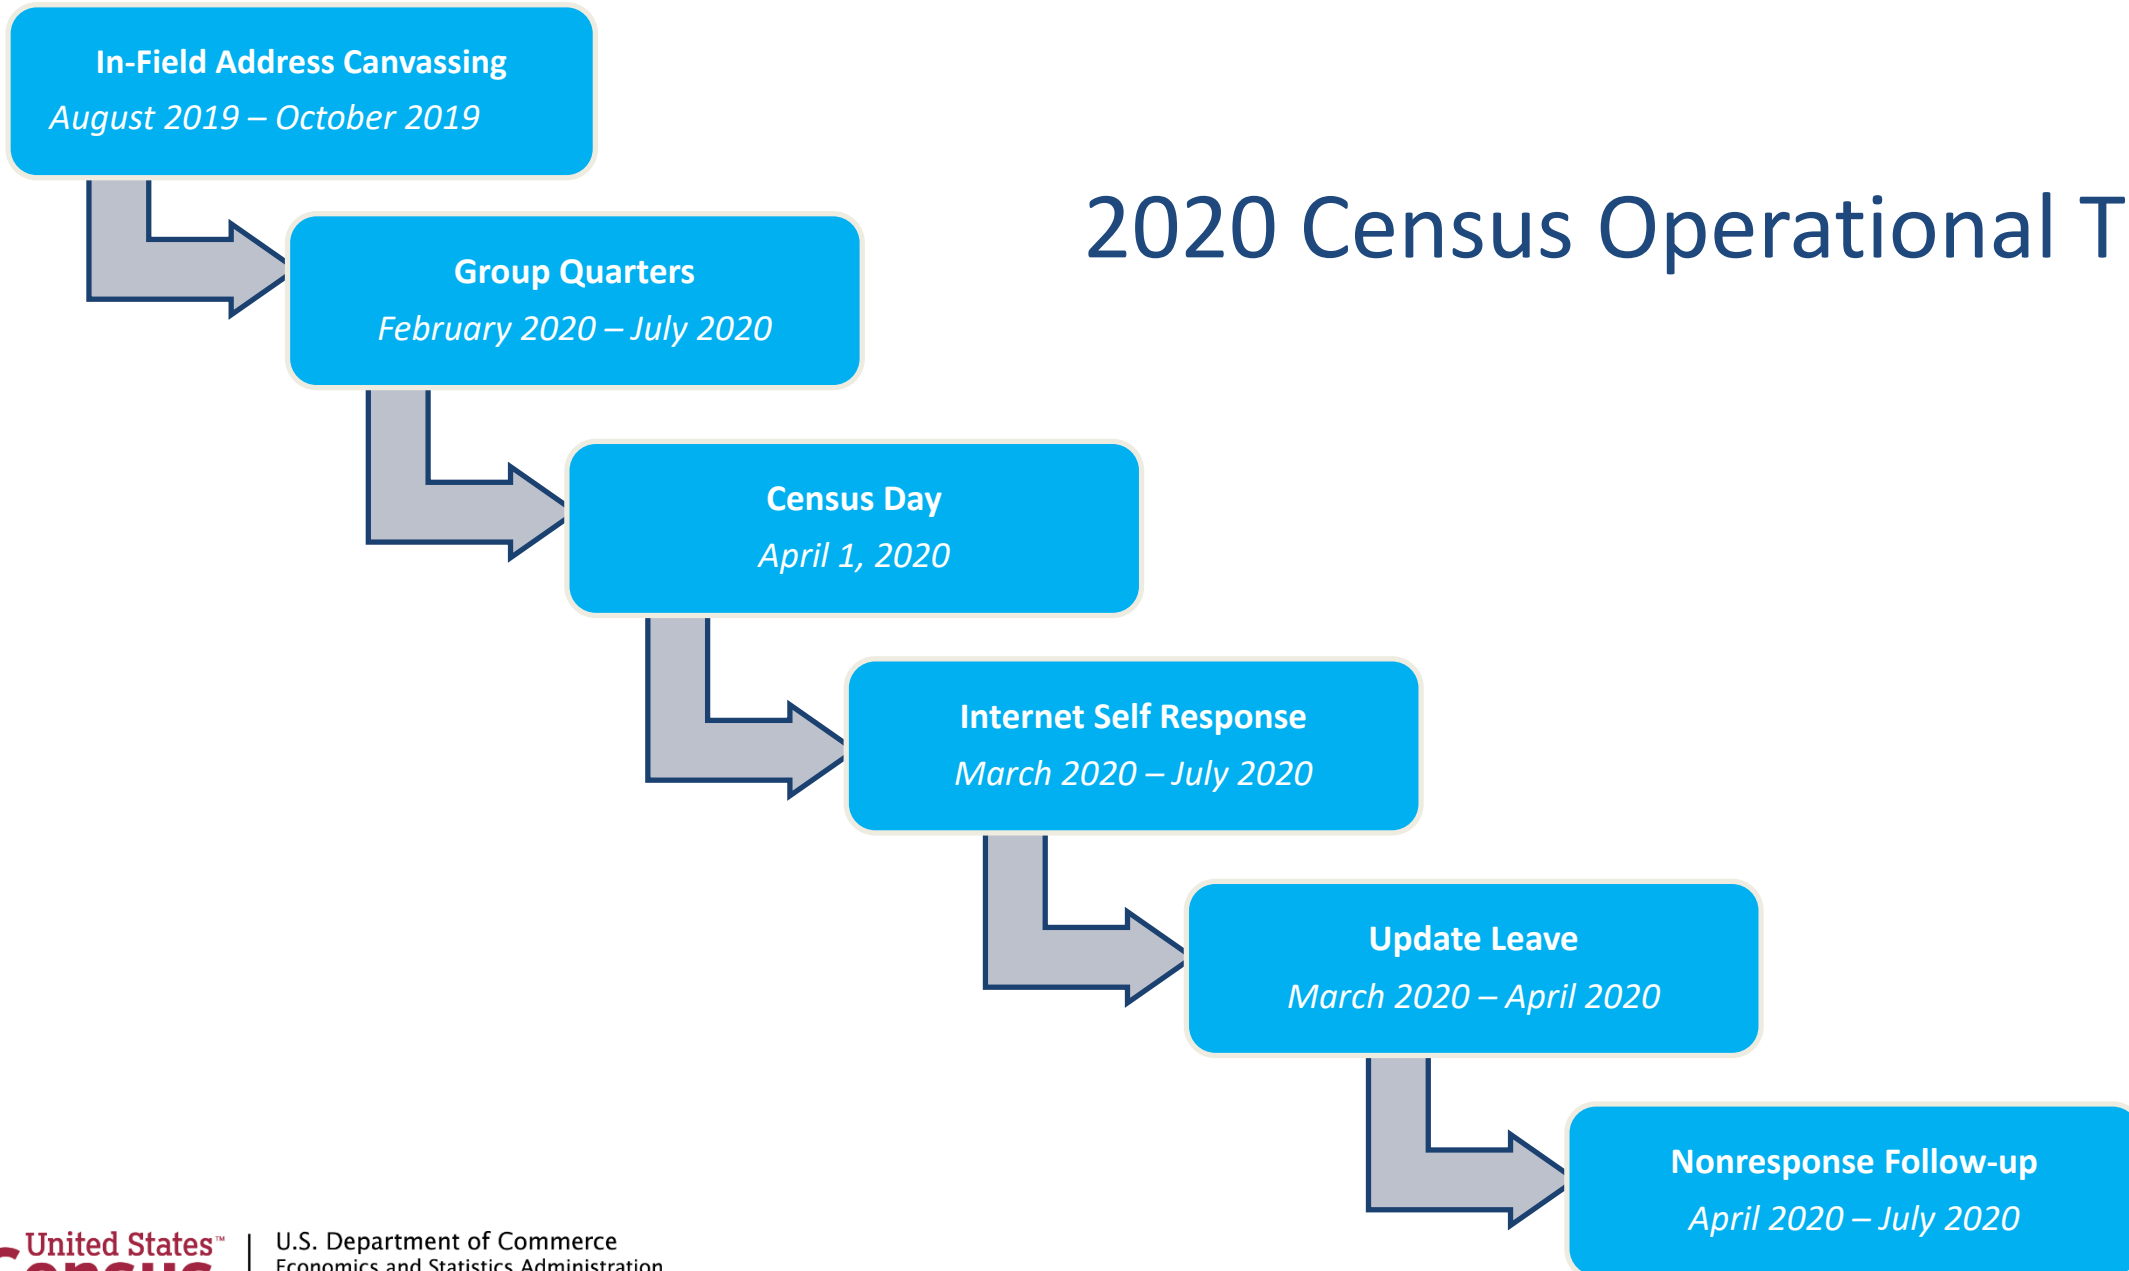 In-Field Address Canvassing
August 2019 – October 2019
2020 Census Operational T
Group Quarters
February 2020 – July 2020
Census Day
April 1, 2020
Internet Self Response
March 2020 – July 2020
Update Leave
March 2020 – April 2020
Nonresponse Follow-up
April 2020 – July 2020
United States™
Census
U.S. Department of Commerce
Economics and Statistics Administration